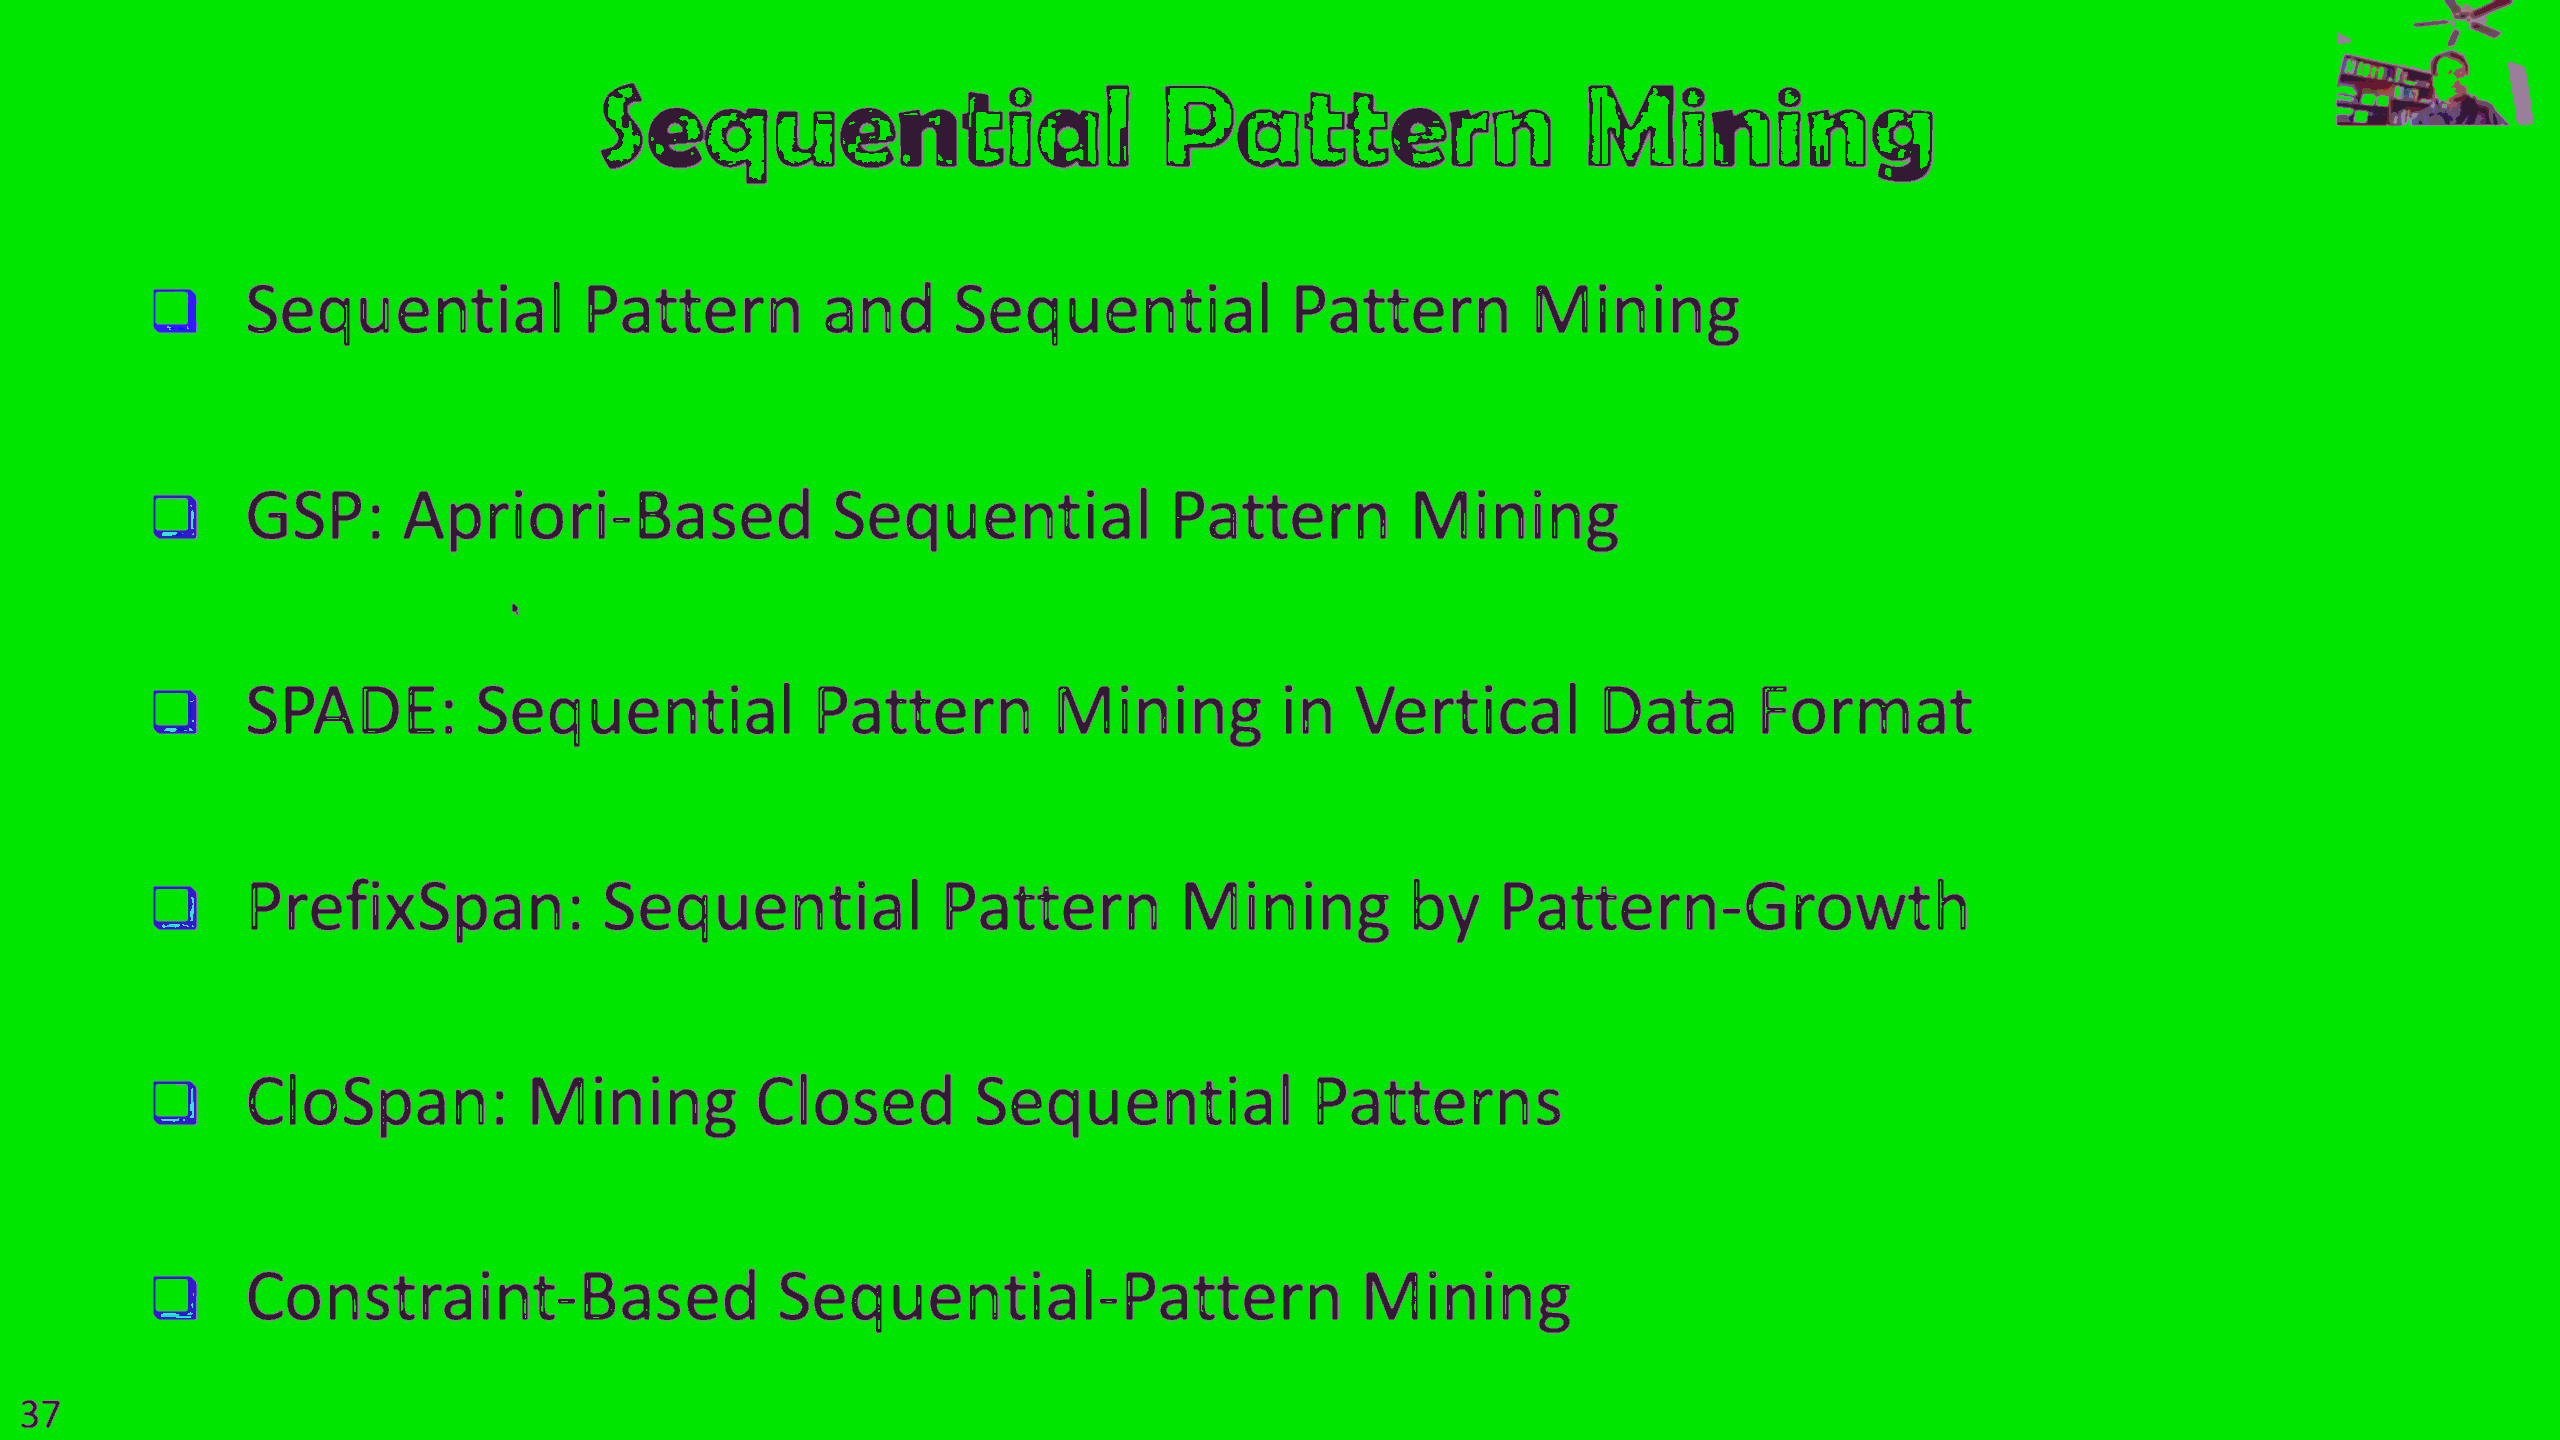 Sequential Pattern Mining
Sequential Pattern and Sequential Pattern Mining
GSP: Apriori-Based Sequential Pattern Mining
SPADE: Sequential Pattern Mining in Vertical Data Format
PrefixSpan: Sequential Pattern Mining by Pattern-Growth
CloSpan: Mining Closed Sequential Patterns
Constraint-Based Sequential-Pattern Mining
37